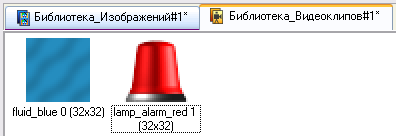 Библиотека_Изображений#1* Библиотека_Видеоклипов#1*
fluid_blue 0 (32x32) lamp_alarm_red 1
(32x32)